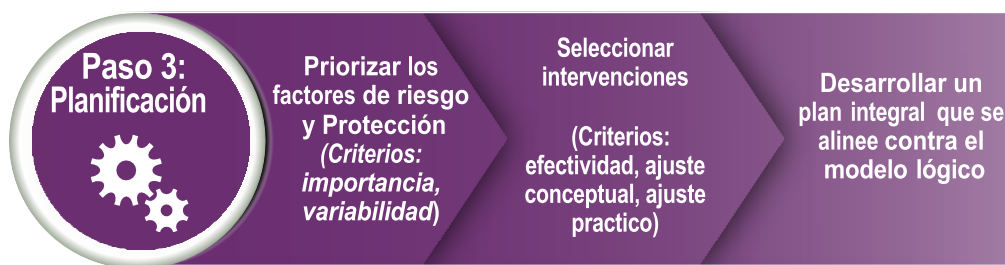 Paso 3:
Planificación
Priorizar los
factores de riesgo
y Protección
(Criterios:
importancia,
variabilidad)
Seleccionar
intervenciones
(Criterios:
efectividad, ajuste
conceptual, ajuste
practico)
Desarrollar un
plan integral que se
alinee contra el
modelo lógico